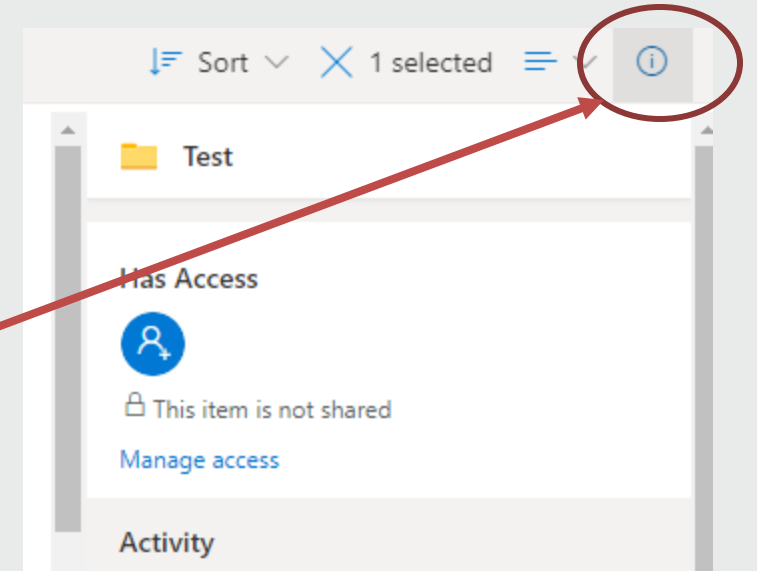 Sort 1 selected
Test
Has Access
This item is not shared
Manage access
Activity